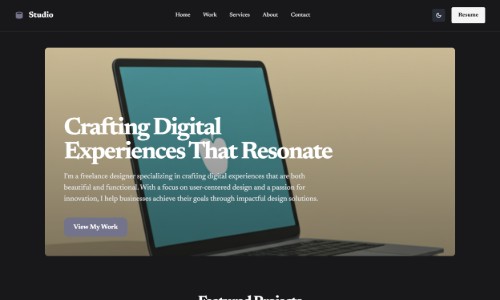 Studio
Home
Work
Services
About
Contact
Resume
Crafting Digital
Experiences That Resonate
I'm a freelance designer specializing in crafting digital experiences that are both
beautiful and functional. With a focus on user-centered design and a passion for
innovation, I help businesses achieve their goals through impactful design solutions.
View My Work
Featured Projects